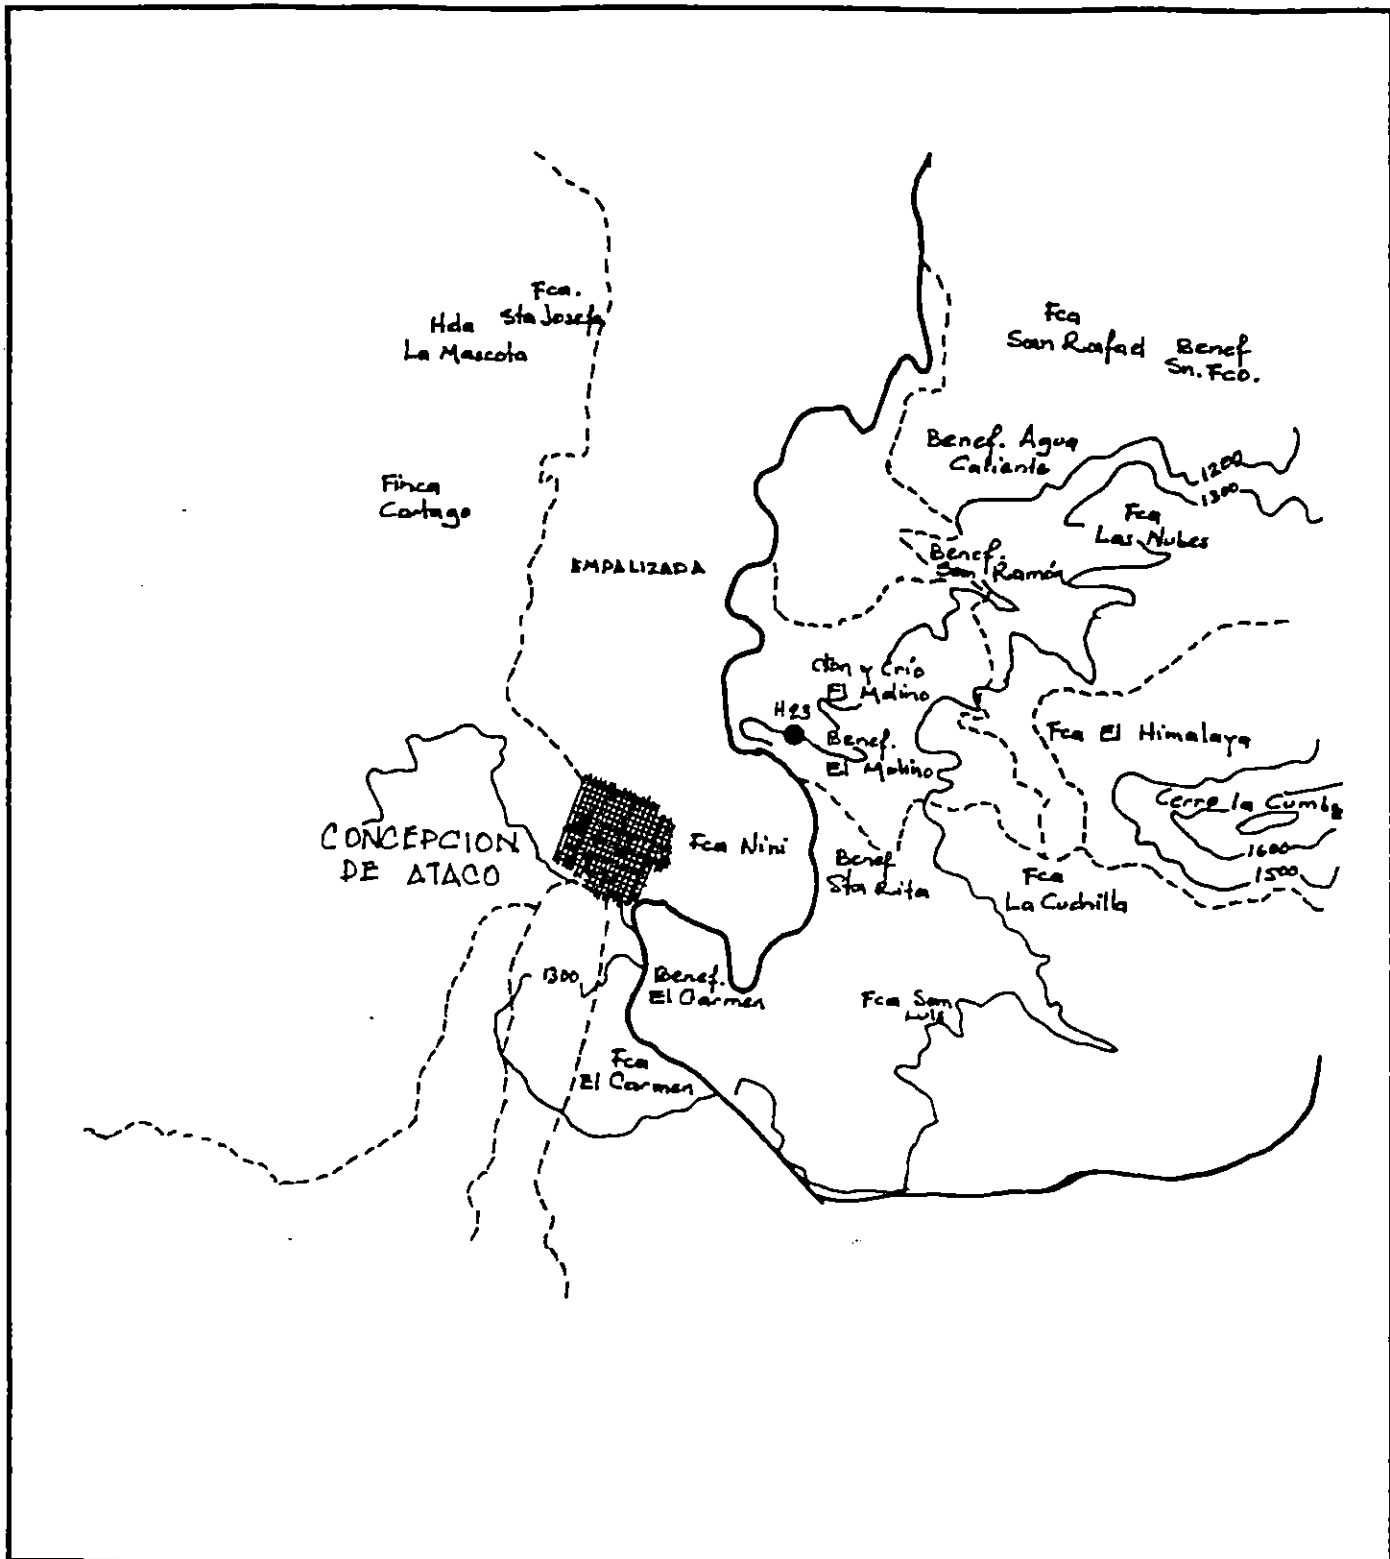 Fca.
Sta Josefa
Hda
La Mascota
Fca
San Rafael
Benef
Sn. Fco.
Benef. Agua
Caliente
1200
1300
Finca
Cartago
Fca
Las Nubes
EMPALIZADA
Benef.
San Ramón
Ctón y Crío
El Molino
H23
Benef.
El Molino
Fca El Himalaya
Cerro la Cumbre
1600
1500
CONCEPCION
DE ATACO
Fca Nini
Benef
Sta Rita
Fca
La Cuchilla
1300
Benef.
El Carmen
Fca San
Luis
Fca
El Carmen